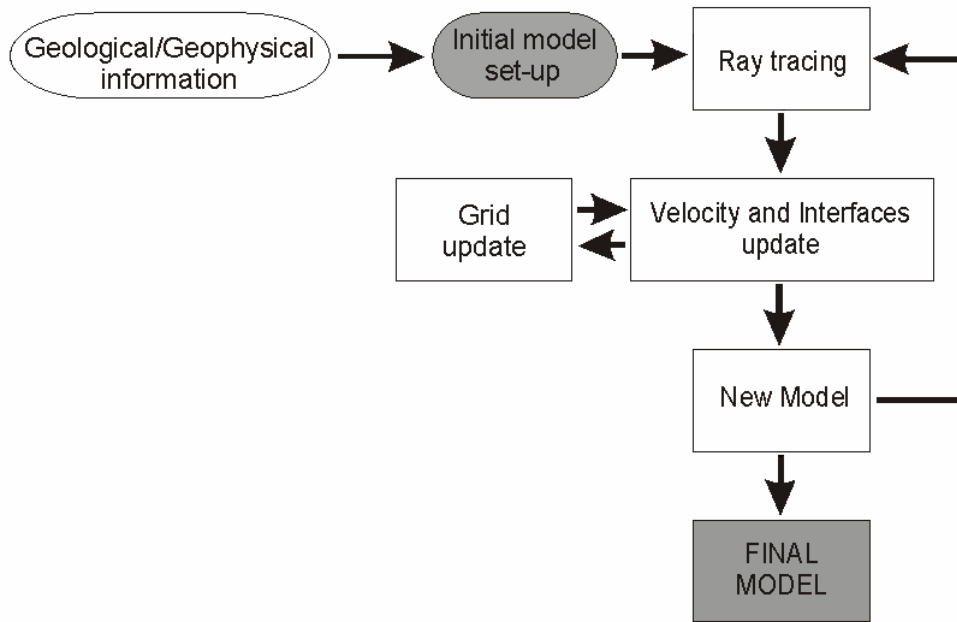 Geological/Geophysical
information
Initial model
set-up
Ray tracing
Grid
update
Velocity and Interfaces
update
New Model
FINAL
MODEL